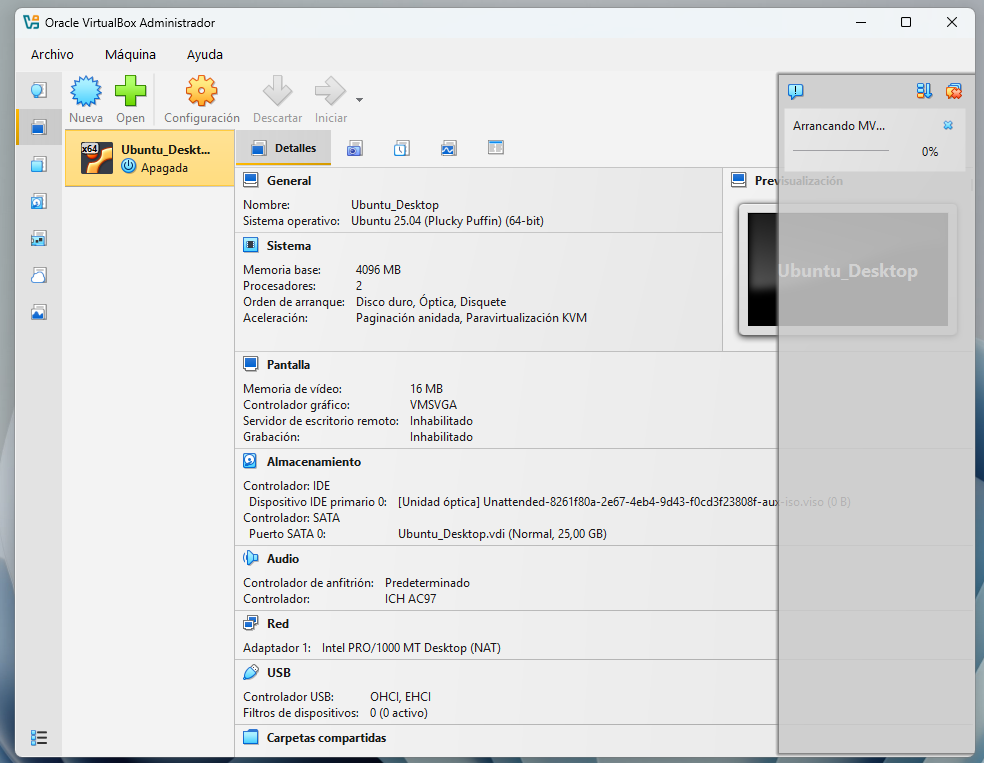 Oracle VirtualBox Administrador
Archivo Máquina Ayuda
Nueva Open Configuración Descartar Iniciar
Arrancando MV...
0%
x64
Ubuntu_Deskt...
Apagada
Detalles
General
Nombre: Ubuntu_Desktop
Sistema operativo: Ubuntu 25.04 (Plucky Puffin) (64-bit)
Previsualización
Ubuntu_Desktop
Sistema
Memoria base: 4096 MB
Procesadores: 2
Orden de arranque: Disco duro, Óptica, Disquete
Aceleración: Paginación anidada, Paravirtualización KVM
Pantalla
Memoria de vídeo: 16 MB
Controlador gráfico: VMSVGA
Servidor de escritorio remoto: Inhabilitado
Grabación: Inhabilitado
Almacenamiento
Controlador: IDE
Dispositivo IDE primario 0: [Unidad óptica] Unattended-8261f80a-2e67-4eb4-9d43-f0cd3f23808f-aux-iso.viso (0 B)
Controlador: SATA
Puerto SATA 0: Ubuntu_Desktop.vdi (Normal, 25,00 GB)
Audio
Controlador de anfitrión: Predeterminado
Controlador: ICH AC97
Red
Adaptador 1: Intel PRO/1000 MT Desktop (NAT)
USB
Controlador USB: OHCI, EHCI
Filtros de dispositivos: 0 (0 activo)
Carpetas compartidas